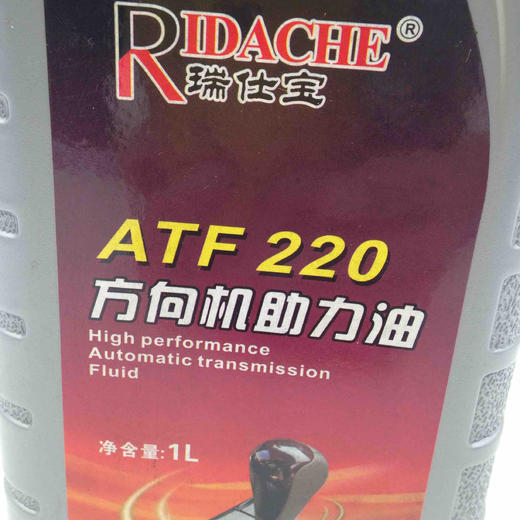 RIDACHE®
瑞仕宝
ATF 220
方向机助力油
High performance
Automatic transmission
Fluid
净含量:1L